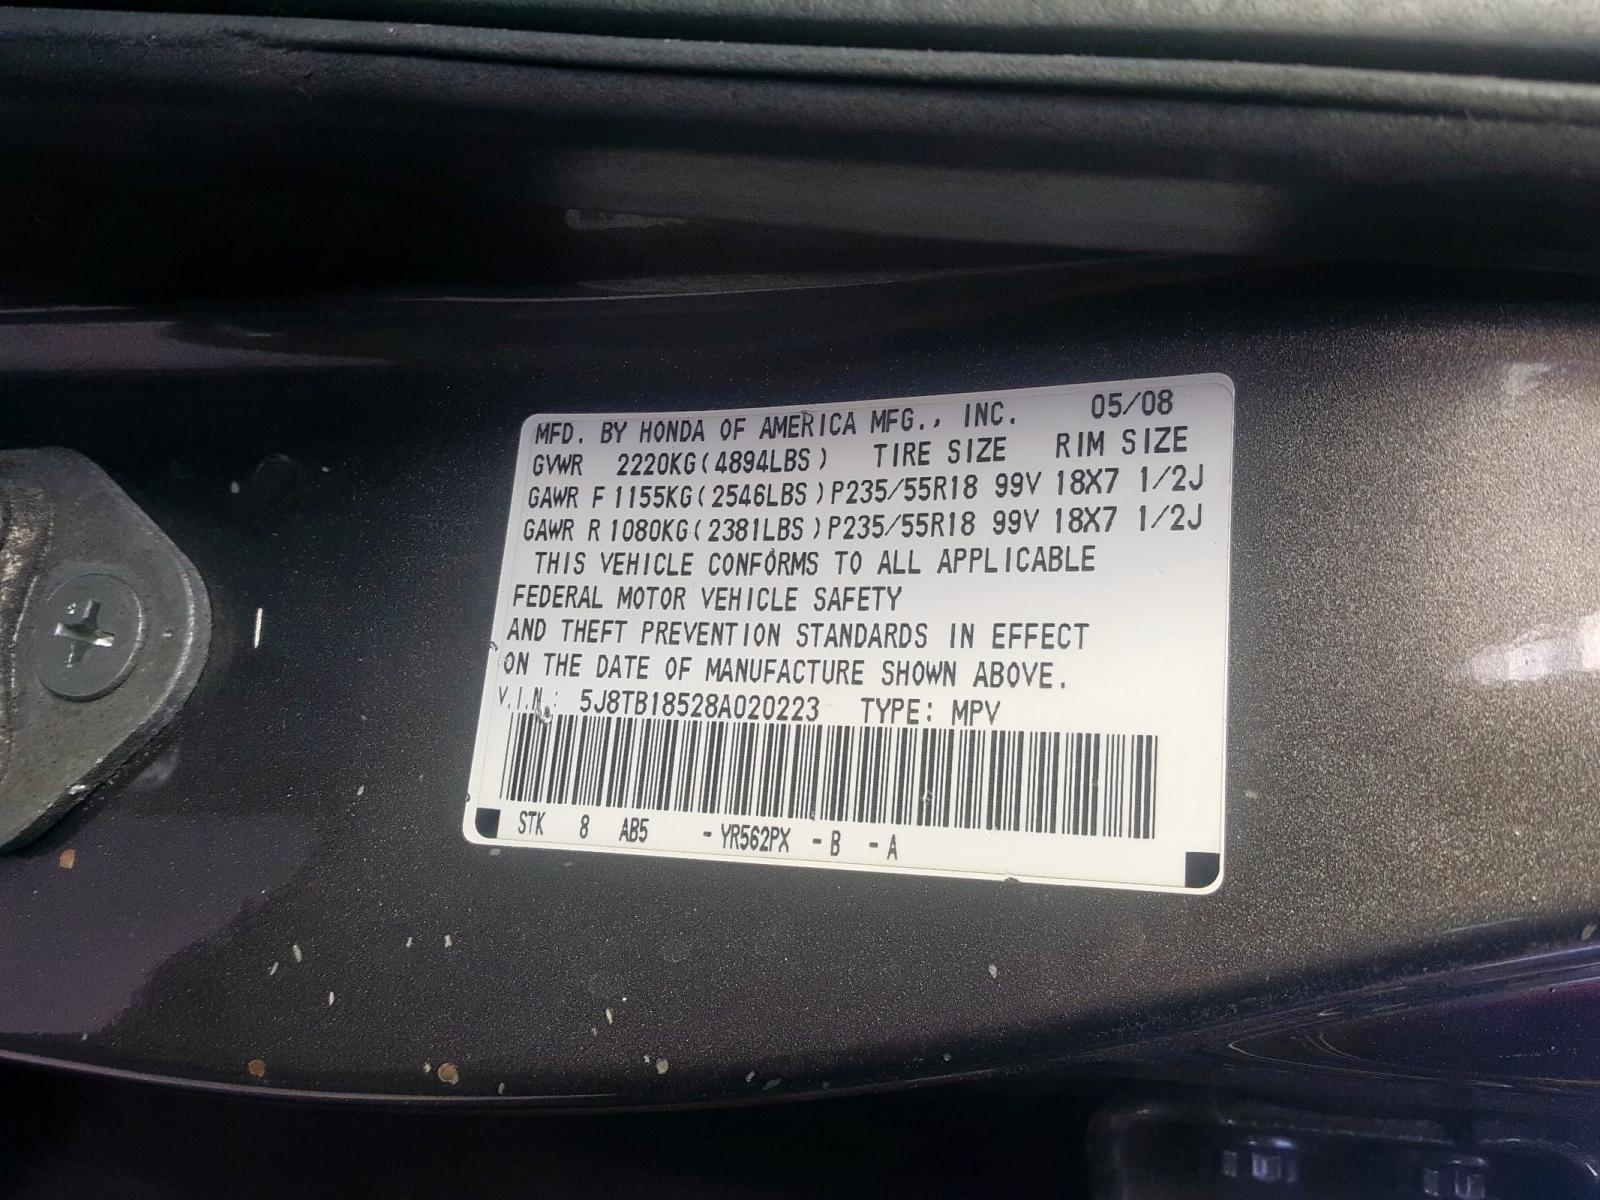 MFD. BY HONDA OF AMERICA MFG., INC. 05/08
GVWR 2220KG(4894LBS) TIRE SIZE RIM SIZE
GAWR F 1155KG(2546LBS)P235/55R18 99V 18X7 1/2J
GAWR R 1080KG(2381LBS)P235/55R18 99V 18X7 1/2J
THIS VEHICLE CONFORMS TO ALL APPLICABLE
FEDERAL MOTOR VEHICLE SAFETY
AND THEFT PREVENTION STANDARDS IN EFFECT
ON THE DATE OF MANUFACTURE SHOWN ABOVE.
V.I.N.: 5J8TB18528A020223 TYPE: MPV
STK 8 AB5 -YR562PX -B -A